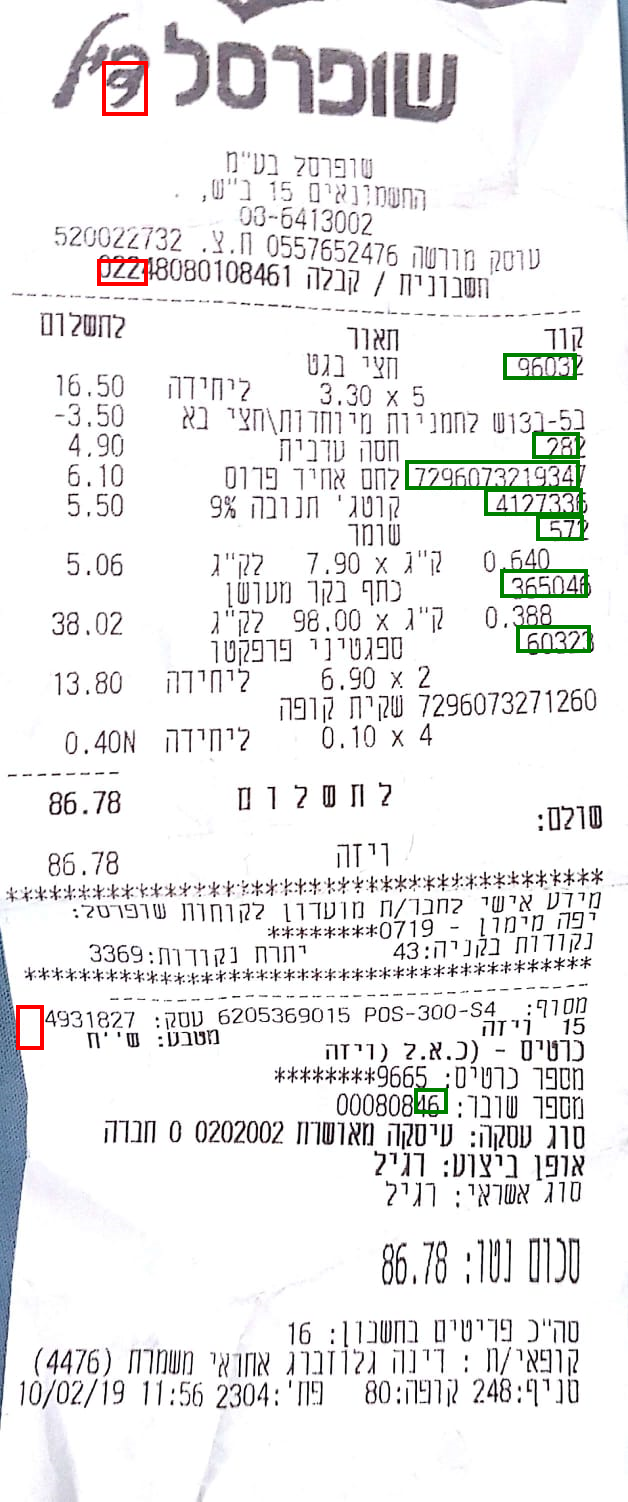 שופרסל דיל
שופרסל בע"מ
החשמונאים 15 ב"ש,
08-6413002
עוסק מורשה 0557652476 ח.צ. 520022732
חשבונית / קבלה 02248080108461
קוד תאור לתשלום
96032 חצי בגט
3.30 x 5 ליחידה 16.50
ב5-ב13ש לחמניות מיוחדות\חצי בא -3.50
282 חסה ערבית 4.90
7296073219347 לחם אחיד פרוס 6.10
4127336 קוטג' תנובה 9% 5.50
572 שומר
0.640 ק"ג x 7.90 לק"ג 5.06
365046 כתף בקר מעושן
0.388 ק"ג x 98.00 לק"ג 38.02
60323 ספגטיני פרפקטו
6.90 x 2 ליחידה 13.80
7296073271260 שקית קופה
0.10 x 4 ליחידה 0.40N
לתשלום 86.78
שולם:
ויזה 86.78
מידע אישי לחבר/ת מועדון לקוחות שופרסל:
יפה מימון - 0719********
נקודות בקניה:43 יתרת נקודות:3369
מסוף: 6205369015 POS-300-S4 עסק: 4931827
15 ויזה מטבע: ש''ח
כרטיס - (כ.א.ל (ויזה
מספר כרטיס: 9665********
מספר שובר: 00080846
סוג עסקה: עיסקה מאושרת 0202002 0 חבדה
אופן ביצוע: רגיל
סוג אשראי: רגיל
סכום נטו: 86.78
סה"כ פריטים בחשבון: 16
קופאי/ת : דינה גלוזברג אחראי משמרת (4476)
סניף:248 קופה:80 פח':2304 11:56 10/02/19